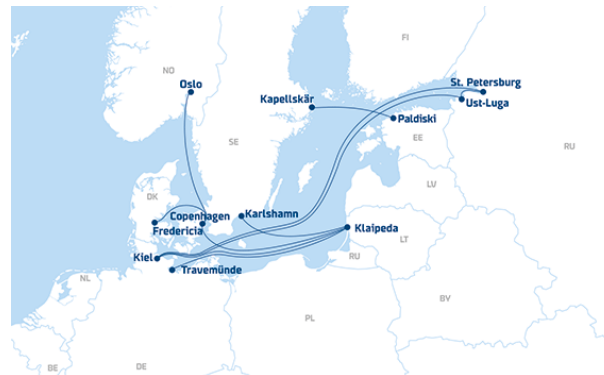 FI
NO
Oslo
St. Petersburg
Kapellskär
Ust-Luga
Paldiski
EE
SE
RU
LV
DK
Copenhagen
Karlshamn
Fredericia
Klaipeda
LT
Kiel
RU
Travemünde
NL
BY
PL
BE
DE